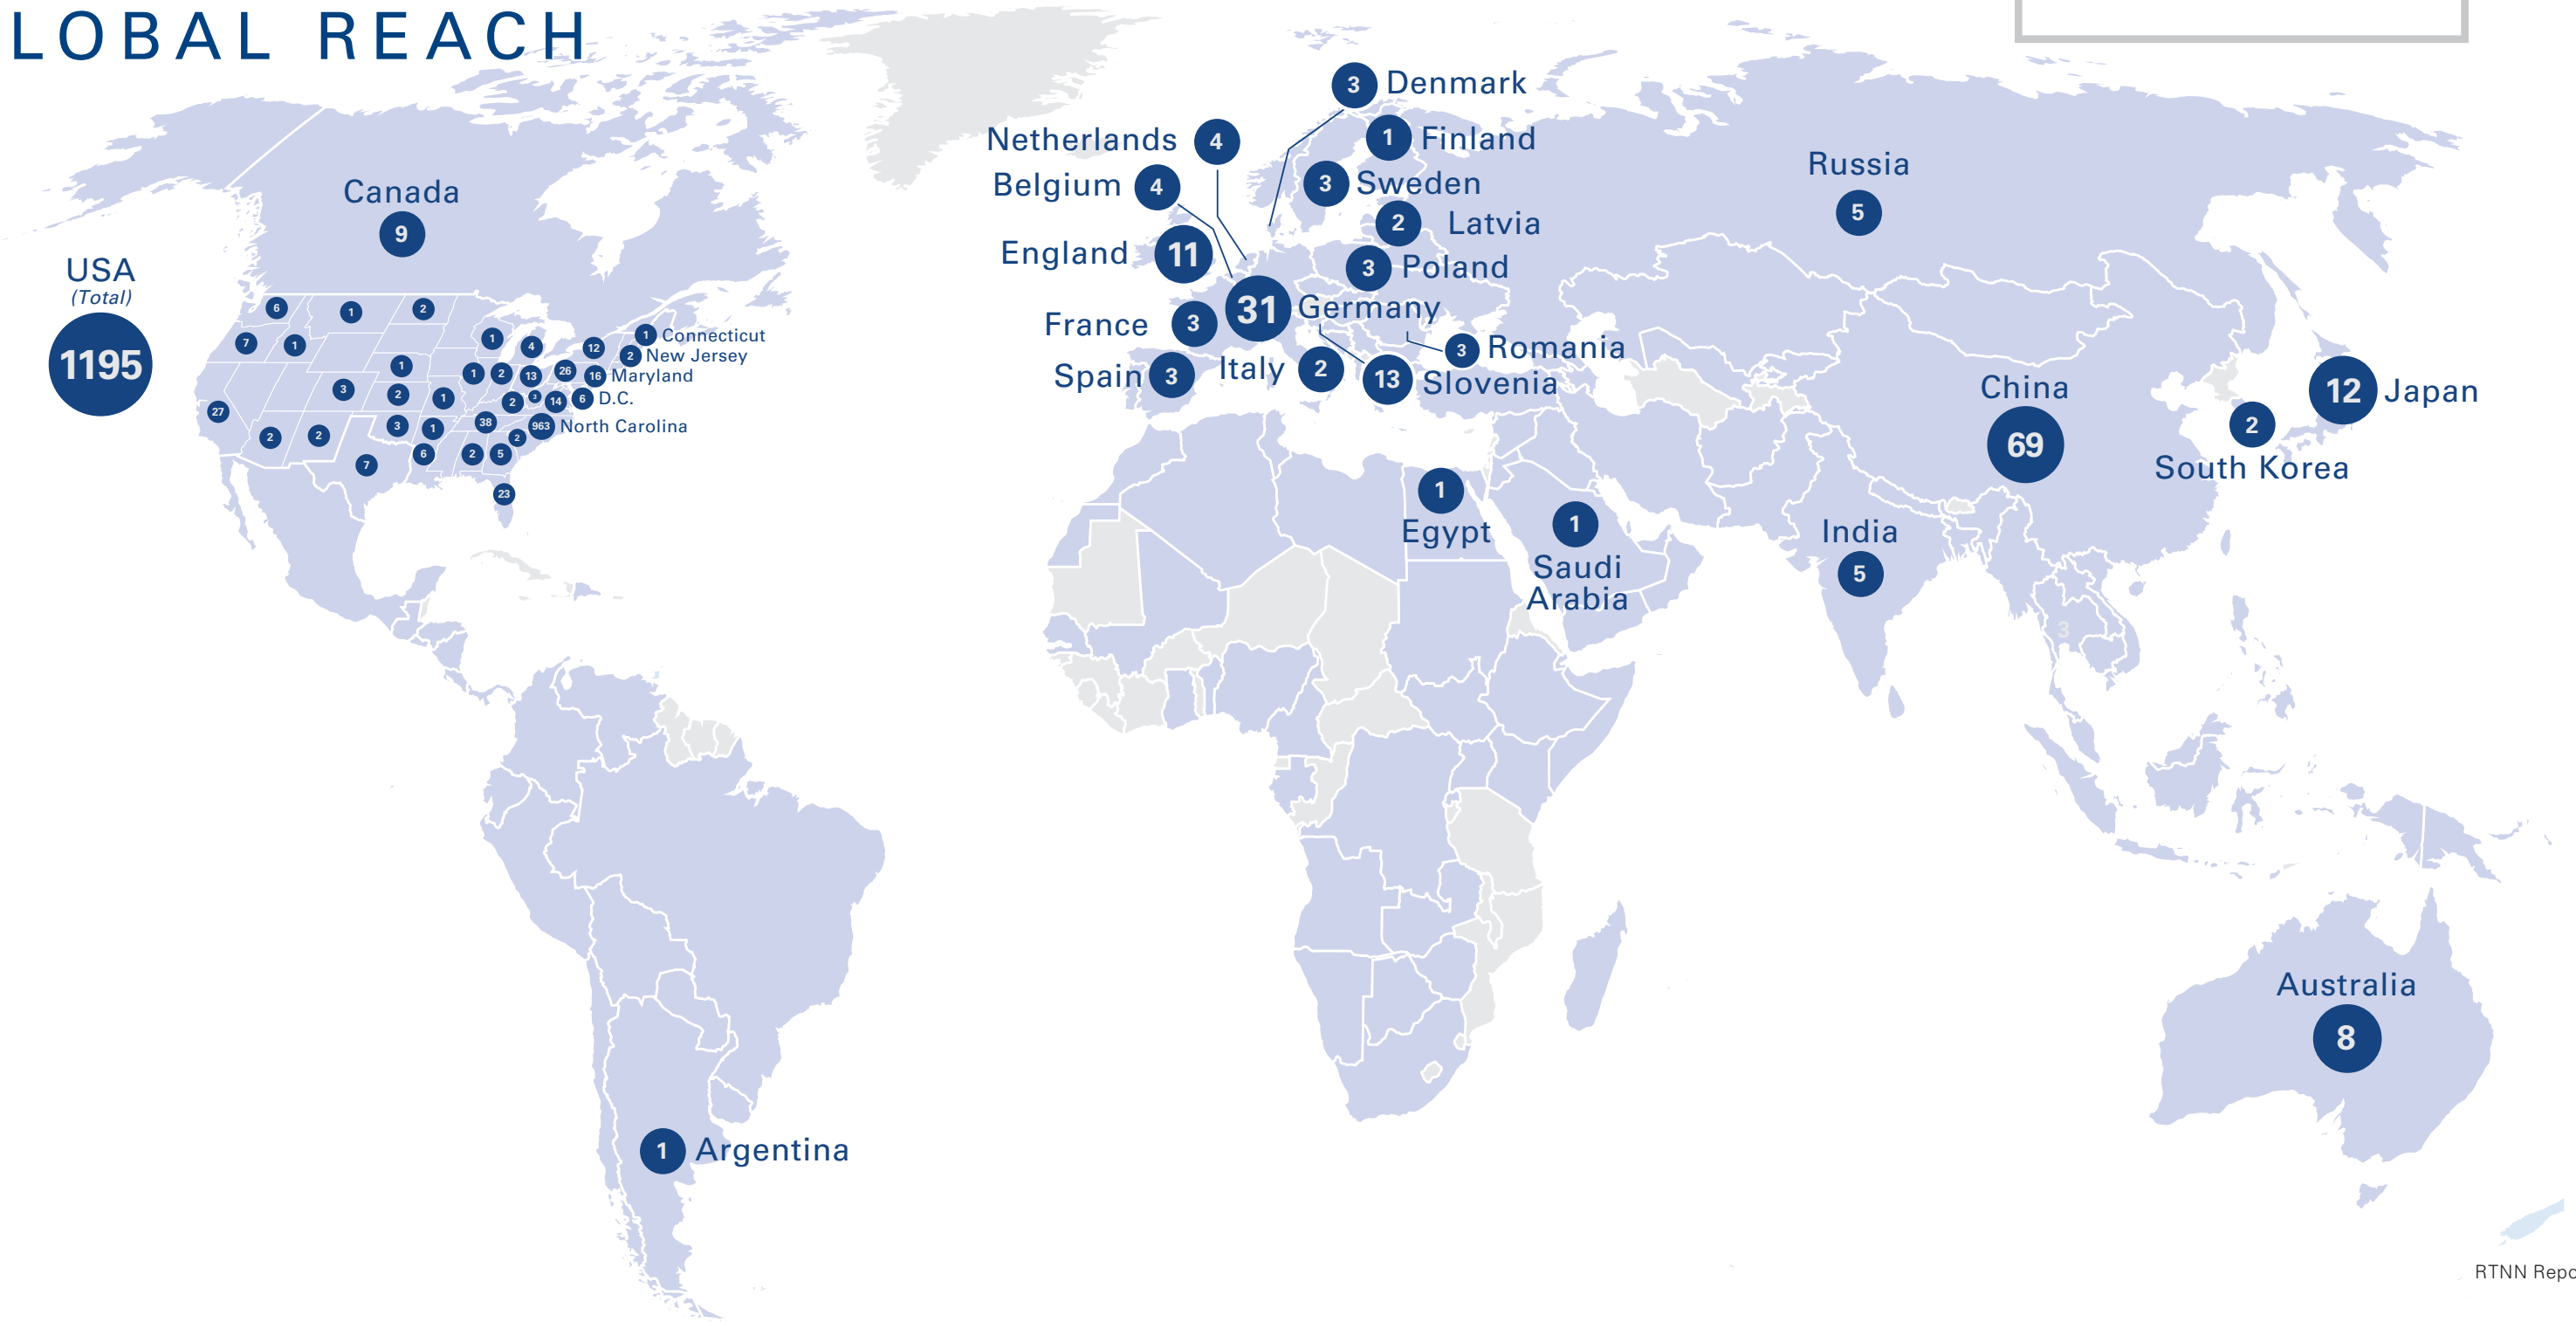 LOBAL REACH
3 Denmark
Netherlands 4
1 Finland
Belgium 4
3 Sweden
Russia
5
Canada
9
2 Latvia
England 11
3 Poland
USA
(Total)
1195
31 Germany
France 3
3 Romania
Spain 3
Italy 2
13 Slovenia
6
1
2
7
1
1
4
12
1 Connecticut
2 New Jersey
1
1
2
13
26
16 Maryland
3
2
1
2
3
14
6 D.C.
27
3
1
38
963 North Carolina
2
2
2
7
6
2
5
23
China
69
12 Japan
2
South Korea
1
Egypt
1
Saudi
Arabia
India
5
3
Australia
8
1 Argentina
RTNN Repo